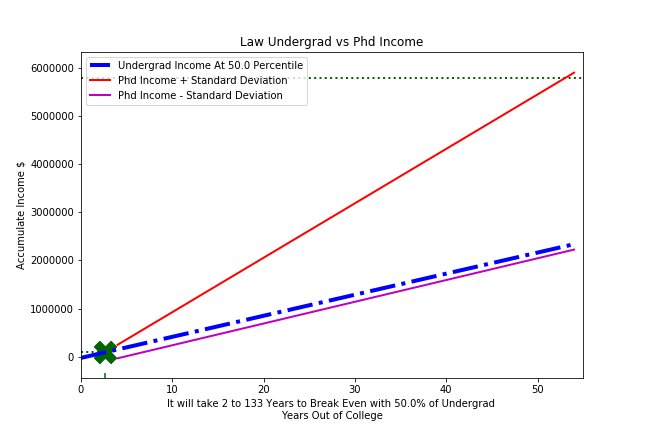 Law Undergrad vs Phd Income
Undergrad Income At 50.0 Percentile
Phd Income + Standard Deviation
Phd Income - Standard Deviation
Accumulate Income $
6000000
5000000
4000000
3000000
2000000
1000000
0
0 10 20 30 40 50
It will take 2 to 133 Years to Break Even with 50.0% of Undergrad
Years Out of College